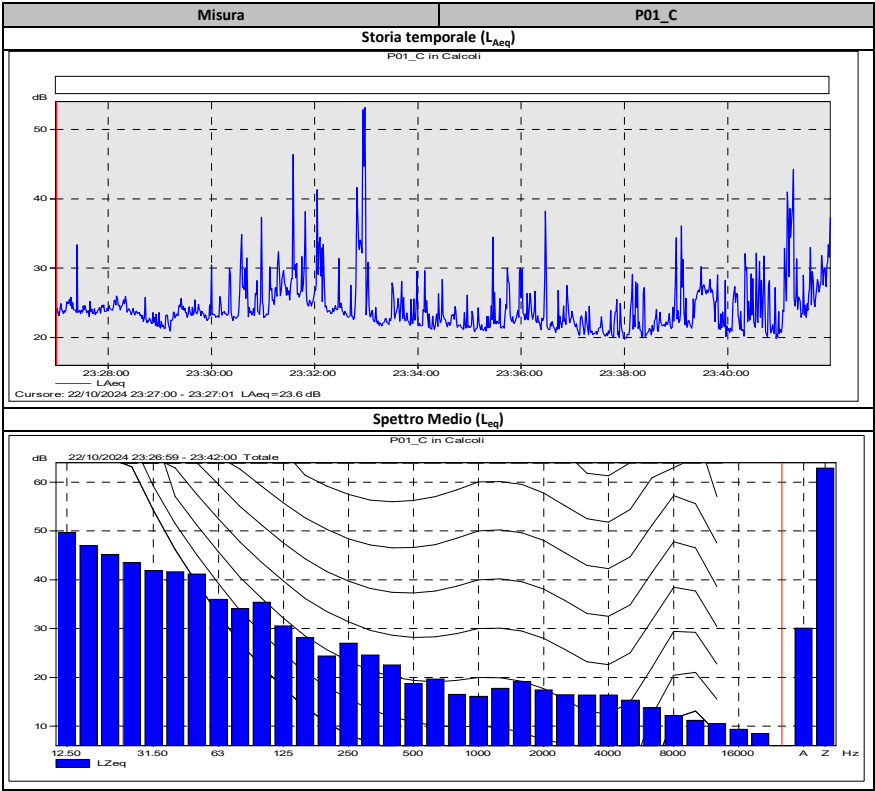 Misura P01_C
Storia temporale (LAeq)
P01_C in Calcoli
dB
50
40
30
20
23:28:00 23:30:00 23:32:00 23:34:00 23:36:00 23:38:00 23:40:00
LAeq
Cursore: 22/10/2024 23:27:00 - 23:27:01 LAeq=23.6 dB
Spettro Medio (Leq)
P01_C in Calcoli
dB 22/10/2024 23:26:59 - 23:42:00 Totale
60
50
40
30
20
10
12.50 31.50 63 125 250 500 1000 2000 4000 8000 16000 A Z Hz
LZeq